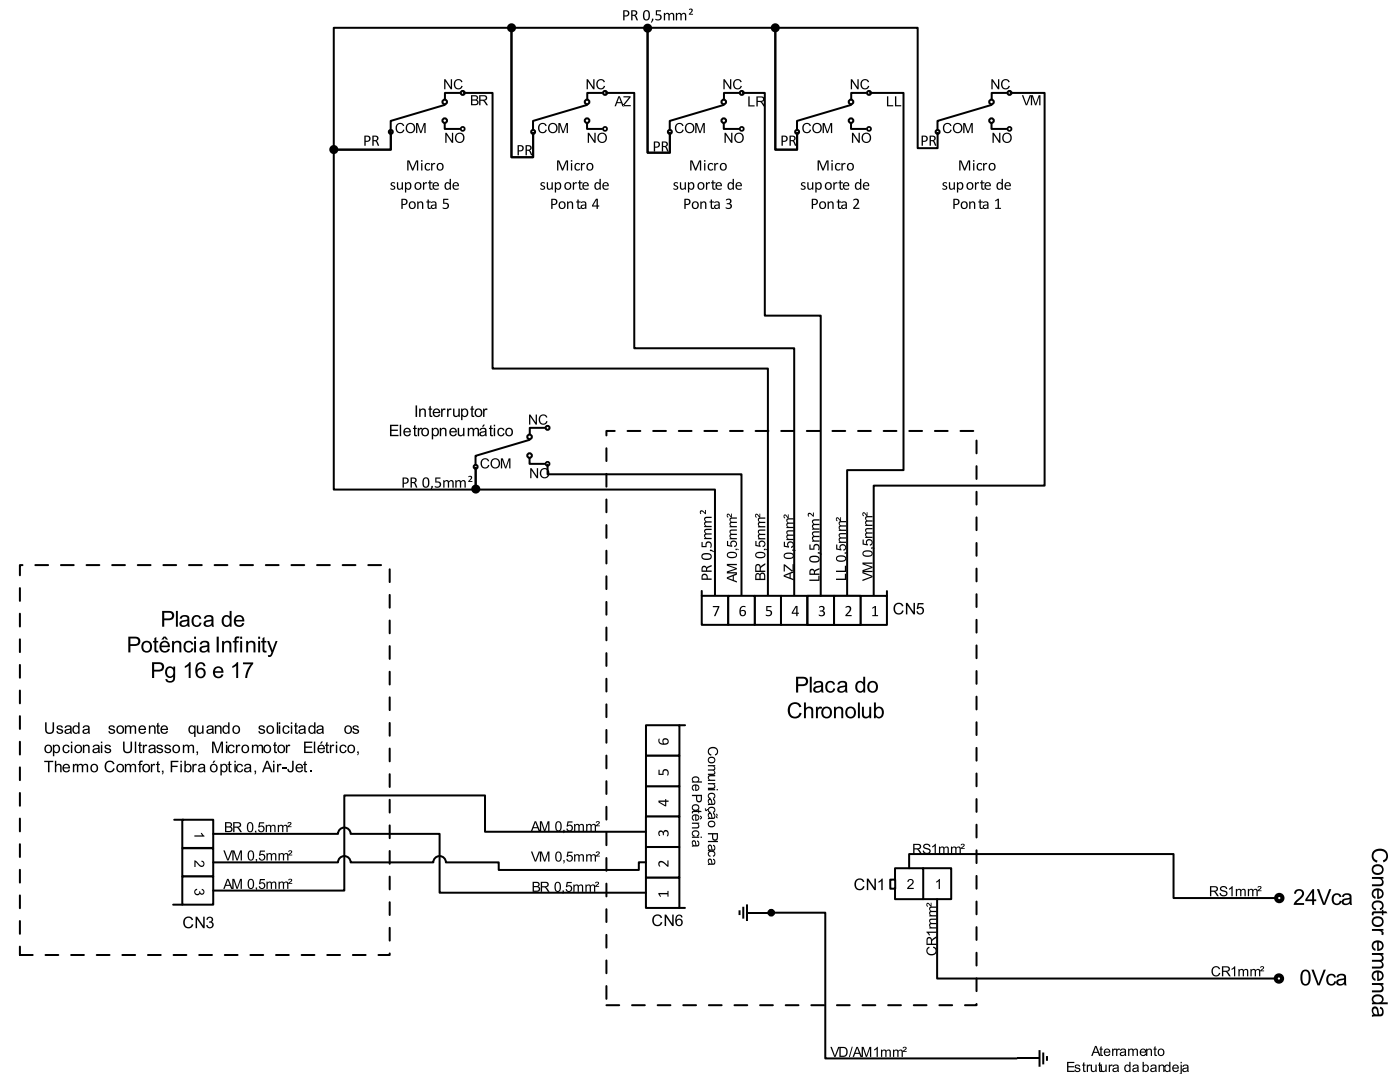 PR 0,5mm²
NC
BR
COM
NO
PR
Micro
suporte de
Ponta 5
NC
AZ
COM
NO
PR
Micro
suporte de
Ponta 4
NC
LR
COM
NO
PR
Micro
suporte de
Ponta 3
NC
LL
COM
NO
PR
Micro
suporte de
Ponta 2
NC
VM
COM
NO
PR
Micro
suporte de
Ponta 1
Interruptor
Eletropneumático
NC
COM
NO
PR 0,5mm²
PR 0,5mm²
AM 0,5mm²
BR 0,5mm²
AZ 0,5mm²
LR 0,5mm²
LL 0,5mm²
VM 0,5mm²
7 6 5 4 3 2 1 CN5
Placa de
Potência Infinity
Pg 16 e 17
Usada somente quando solicitada os
opcionais Ultrassom, Micromotor Elétrico,
Thermo Comfort, Fibra óptica, Air-Jet.
1
2
3
CN3
BR 0,5mm²
VM 0,5mm²
AM 0,5mm²
AM 0,5mm²
VM 0,5mm²
BR 0,5mm²
6
5
4
3
2
1
CN6
Comunicação Placa
de Potência
Placa do
Chronolub
CN1 2 1
RS1mm²
CR1mm²
RS1mm²
24Vca
CR1mm²
0Vca
Conector emenda
VD/AM1mm²
Aterramento
Estrutura da bandeja